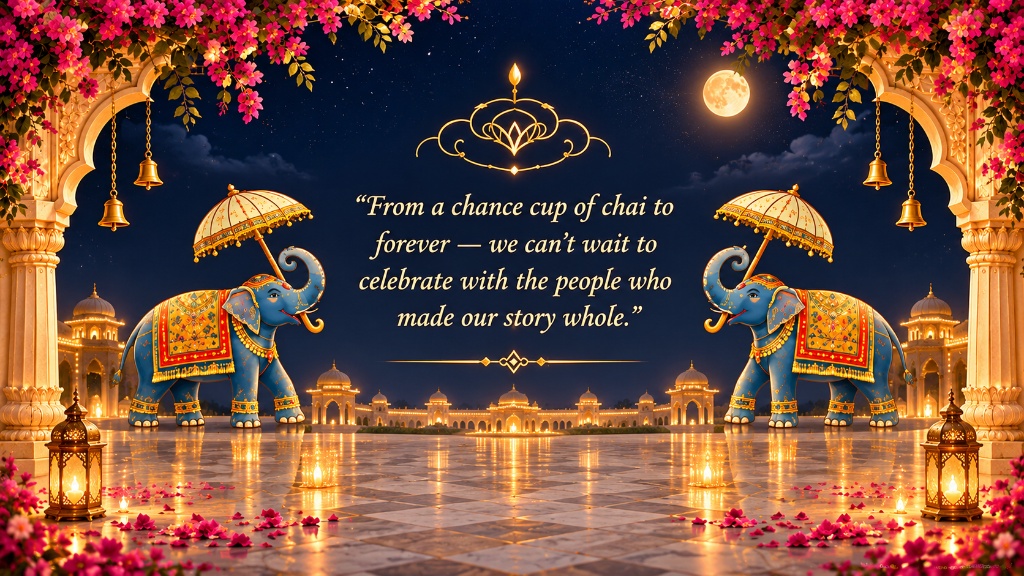 “From a chance cup of chai to
forever — we can’t wait to
celebrate with the people who
made our story whole.”